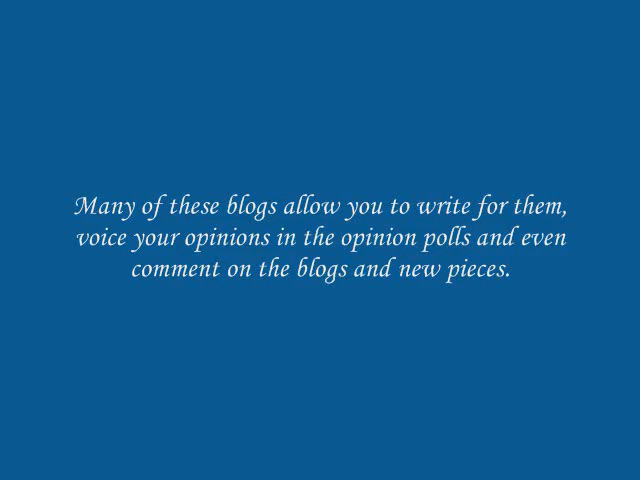 Many of these blogs allow you to write for them,
voice your opinions in the opinion polls and even
comment on the blogs and new pieces.